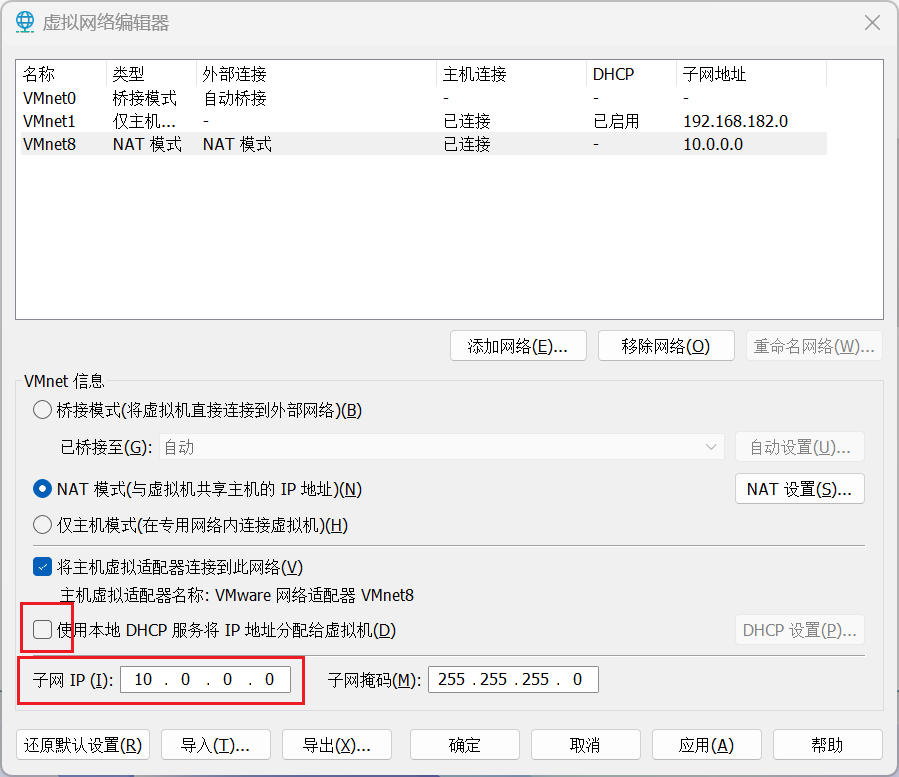 虚拟网络编辑器
名称 类型 外部连接 主机连接 DHCP 子网地址
VMnet0 桥接模式 自动桥接 - - -
VMnet1 仅主机... - 已连接 已启用 192.168.182.0
VMnet8 NAT 模式 NAT 模式 已连接 - 10.0.0.0
添加网络(E)... 移除网络(O) 重命名网络(W)...
VMnet 信息
桥接模式(将虚拟机直接连接到外部网络)(B)
已桥接至(G): 自动 自动设置(U)...
NAT 模式(与虚拟机共享主机的 IP 地址)(N) NAT 设置(S)...
仅主机模式(在专用网络内连接虚拟机)(H)
将主机虚拟适配器连接到此网络(V)
主机虚拟适配器名称: VMware 网络适配器 VMnet8
使用本地 DHCP 服务将 IP 地址分配给虚拟机(D) DHCP 设置(P)...
子网 IP (I): 10 . 0 . 0 . 0 子网掩码(M): 255 . 255 . 255 . 0
还原默认设置(R) 导入(T)... 导出(X)... 确定 取消 应用(A) 帮助